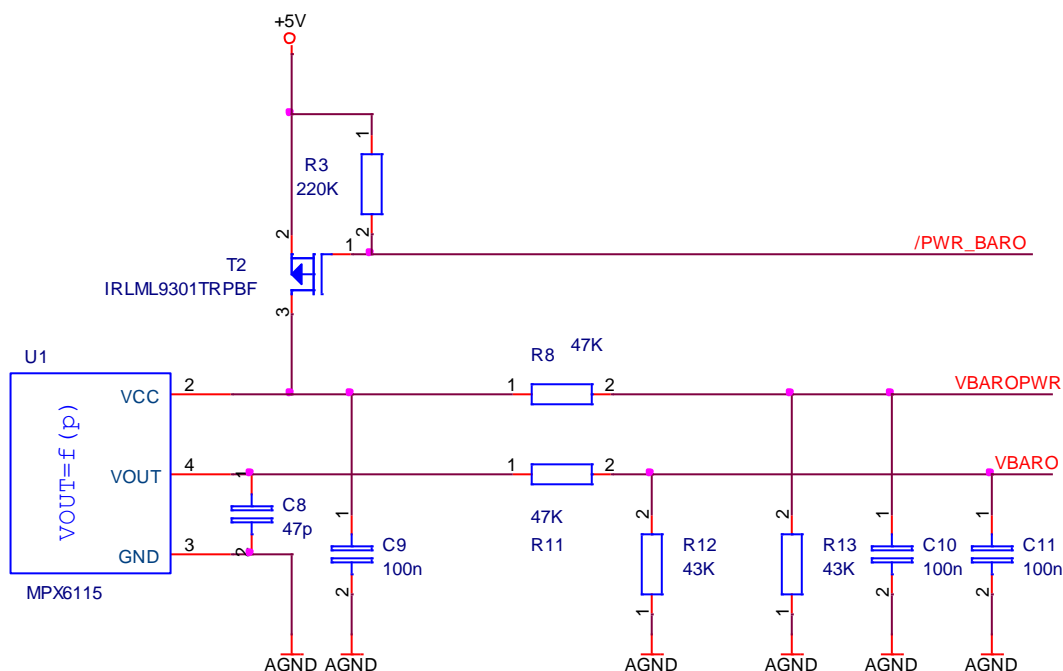 +5V
1
R3
220K
2
2
1
/PWR_BARO
T2
IRLML9301TRPBF
3
U1
R8
47K
2
1
2
VBAROPWR
VCC
VOUT=f(p)
4
1
1
2
VBARO
VOUT
C8
47p
47K
R11
2
3
GND
1
C9
100n
2
2
R12
43K
1
2
R13
43K
1
1
C10
100n
2
1
C11
100n
2
MPX6115
AGND
AGND
AGND
AGND
AGND
AGND